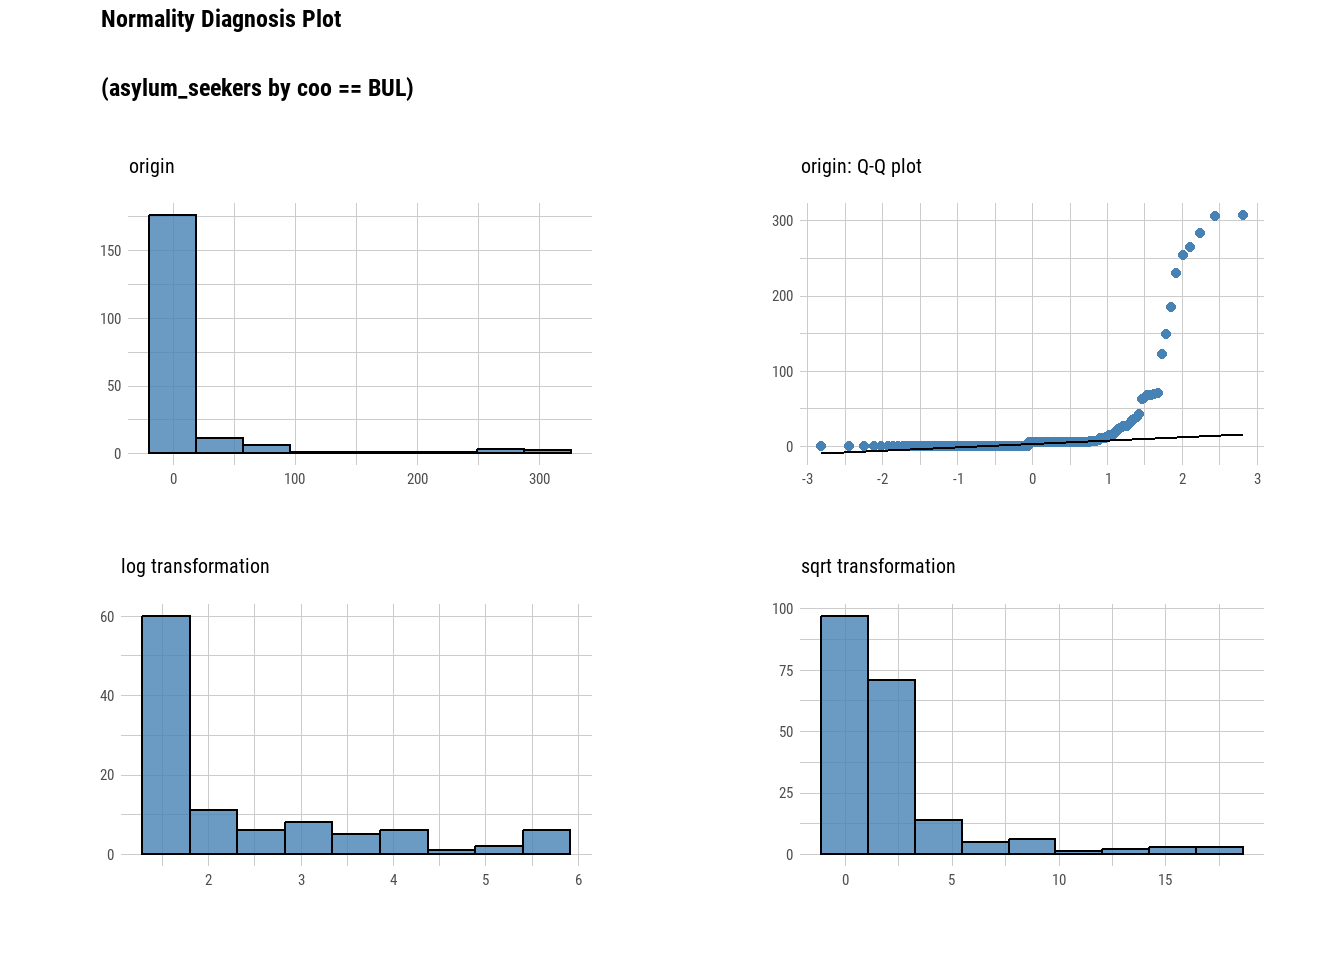 Normality Diagnosis Plot
(asylum_seekers by coo == BUL)
origin
150
100
50
0
0 100 200 300
origin: Q-Q plot
300
200
100
0
-3 -2 -1 0 1 2 3
log transformation
60
40
20
0
2 3 4 5 6
sqrt transformation
100
75
50
25
0
0 5 10 15